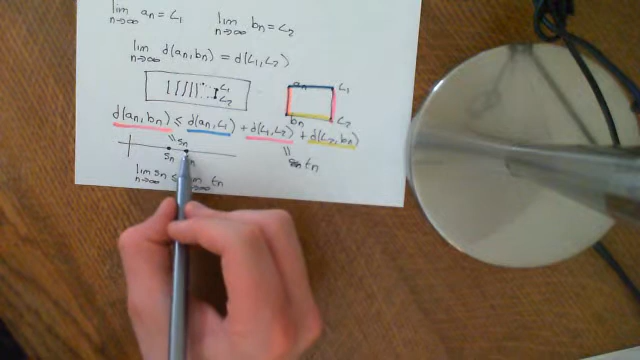 lim aₙ = L₁    lim bₙ = L₂
n→∞    n→∞
lim d(aₙ,bₙ) = d(L₁,L₂)
n→∞
L₁
L₂
aₙ L₁
bₙ L₂
d(aₙ,bₙ) ≤ d(aₙ,L₁) + d(L₁,L₂) + d(L₂,bₙ)
sₙ tₙ
sₙ
lim sₙ ≤ lim tₙ
n→∞